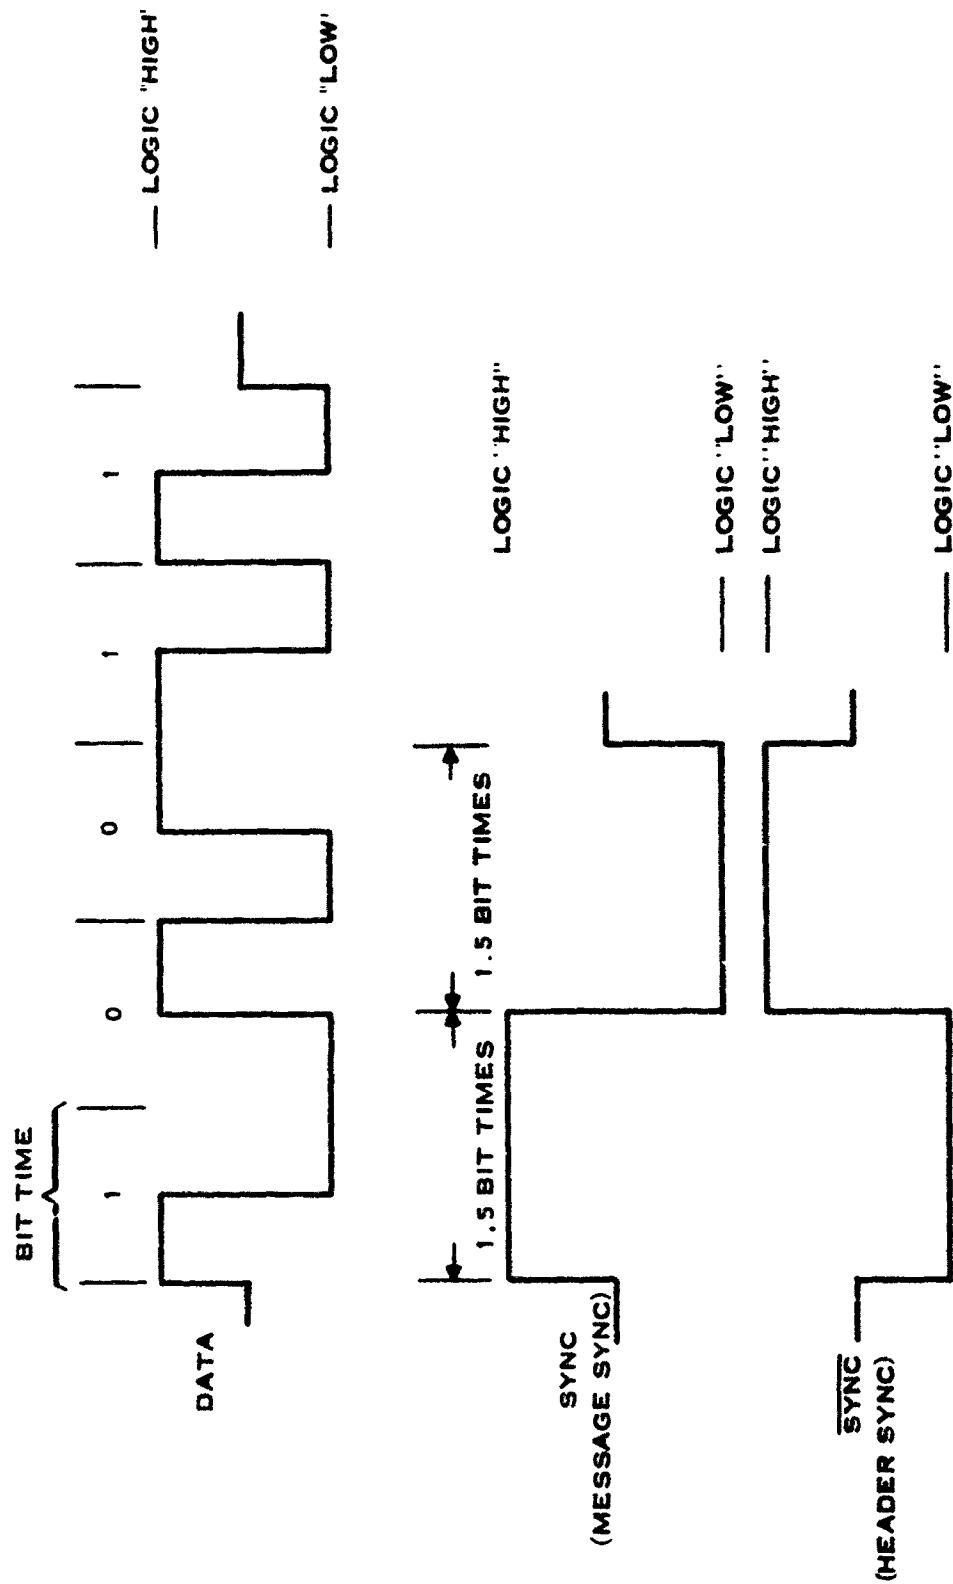 BIT TIME
1 0 0 1 1
DATA
— LOGIC "HIGH'
— LOGIC "LOW'
1.5 BIT TIMES 1.5 BIT TIMES
LOGIC "HIGH"
SYNC
(MESSAGE SYNC)
— LOGIC "LOW"
— LOGIC "HIGH"
SYNC
(HEADER SYNC)
— LOGIC "LOW"